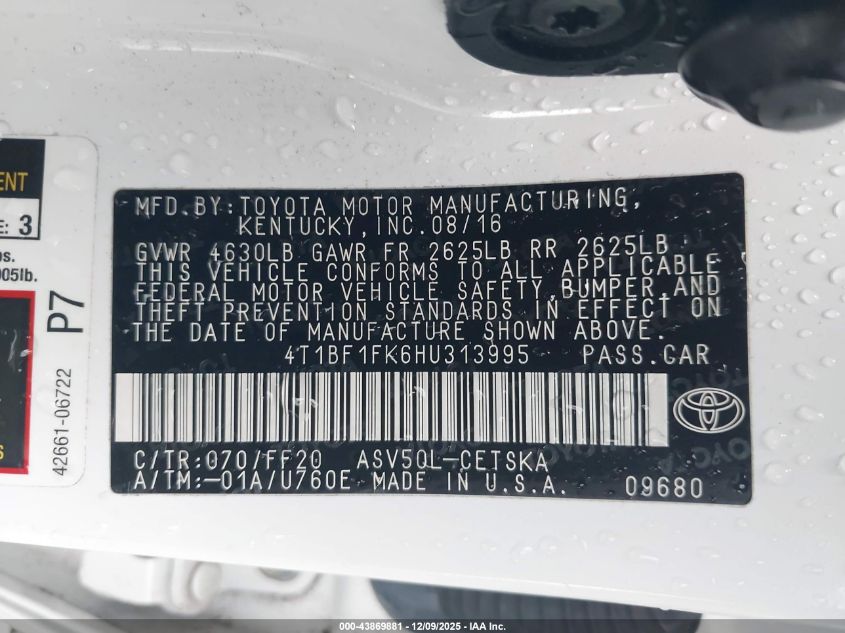 MFD.BY:TOYOTA MOTOR MANUFACTURING,
KENTUCKY,INC.08/16
GVWR 4630LB GAWR FR 2625LB RR 2625LB
THIS VEHICLE CONFORMS TO ALL APPLICABLE
FEDERAL MOTOR VEHICLE SAFETY,BUMPER,AND
THEFT PREVENTION STANDARDS IN EFFECT ON
THE DATE OF MANUFACTURE SHOWN ABOVE.
4T1BF1FK6HU313995 PASS.CAR
C/TR:070/FF20 ASV50L-CETSKA
A/TM:-01A/U760E MADE IN U.S.A. 09680
ENT
E: 3
os.
005lb.
P7
42661-06722
S
000-43869881 - 12/09/2025 - IAA Inc.